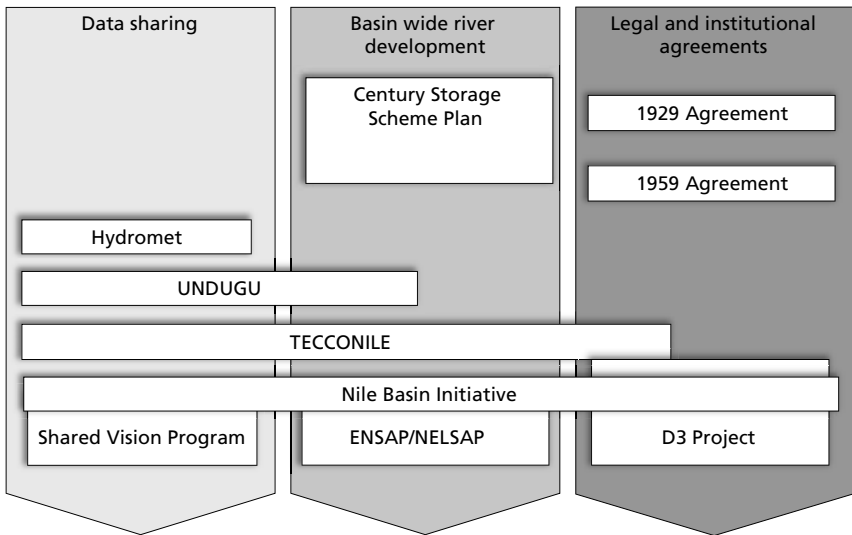 Data sharing
Basin wide river
development
Legal and institutional
agreements
Century Storage
Scheme Plan
1929 Agreement
1959 Agreement
Hydromet
UNDUGU
TECCONILE
Nile Basin Initiative
Shared Vision Program
ENSAP/NELSAP
D3 Project